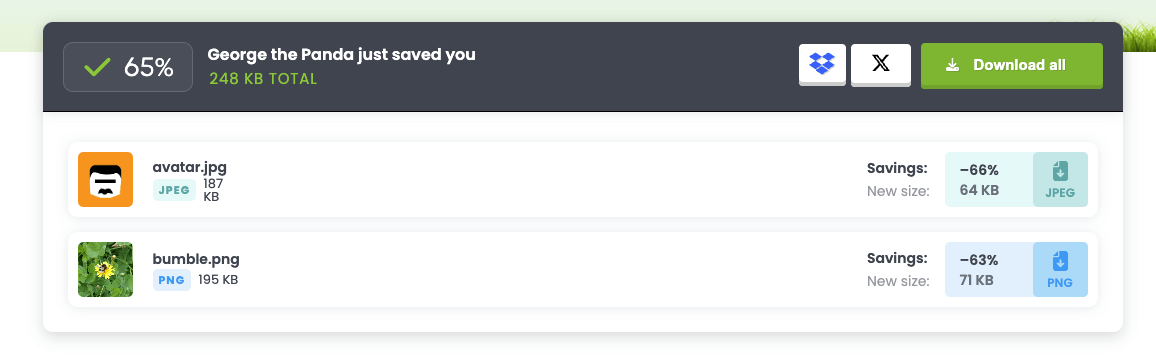 65%
George the Panda just saved you
248 KB TOTAL
Download all
avatar.jpg
JPEG 187
KB
Savings:
New size:
–66%
64 KB
JPEG
bumble.png
PNG 195 KB
Savings:
New size:
–63%
71 KB
PNG